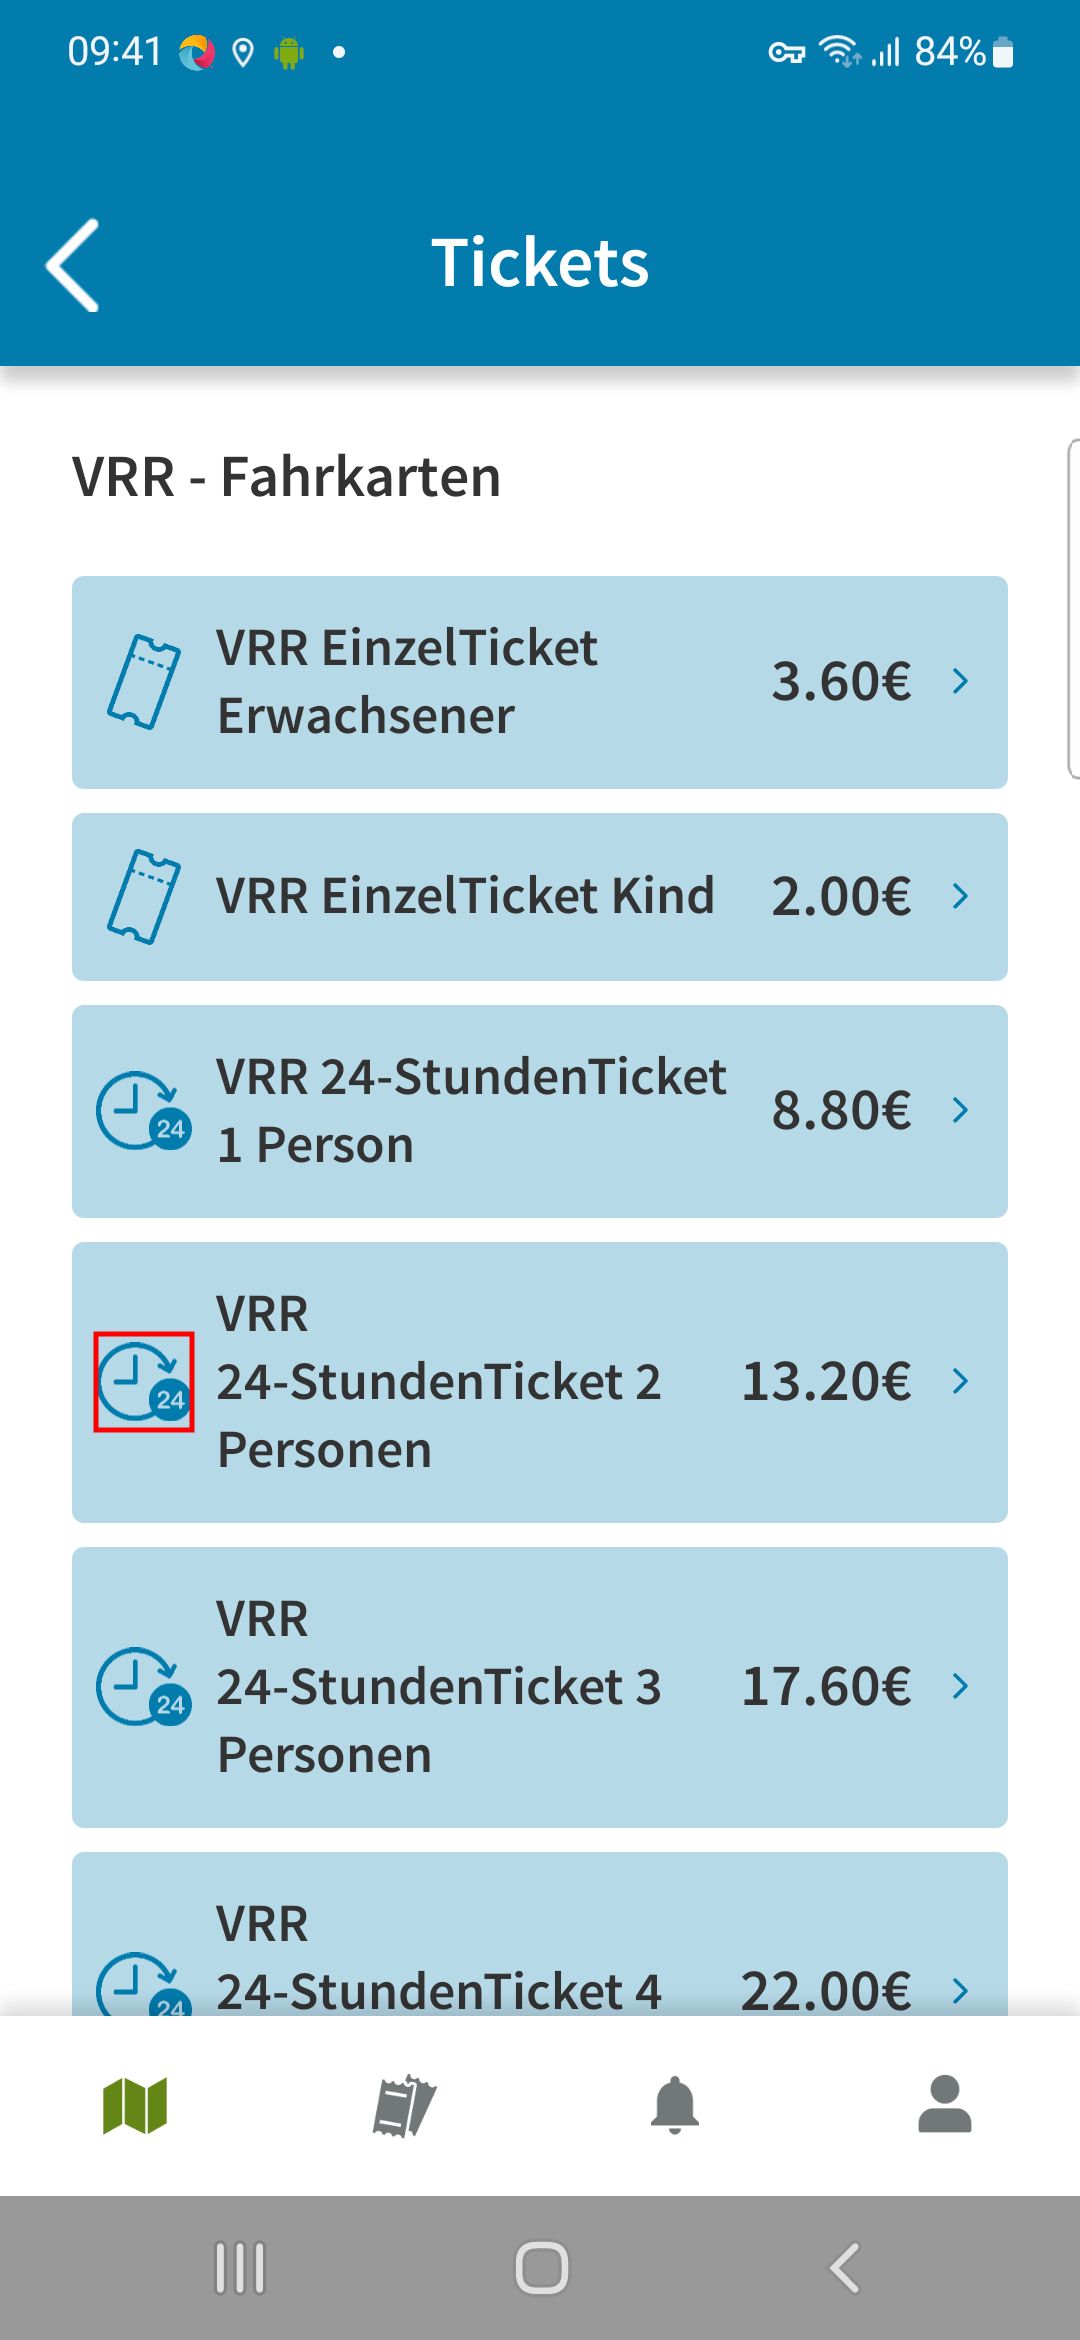 09:41
84%
Tickets
VRR - Fahrkarten
VRR EinzelTicket
Erwachsener
3.60€
VRR EinzelTicket Kind
2.00€
VRR 24-StundenTicket
1 Person
8.80€
24
VRR
24-StundenTicket 2
Personen
13.20€
24
VRR
24-StundenTicket 3
Personen
17.60€
24
VRR
24-StundenTicket 4
22.00€
24